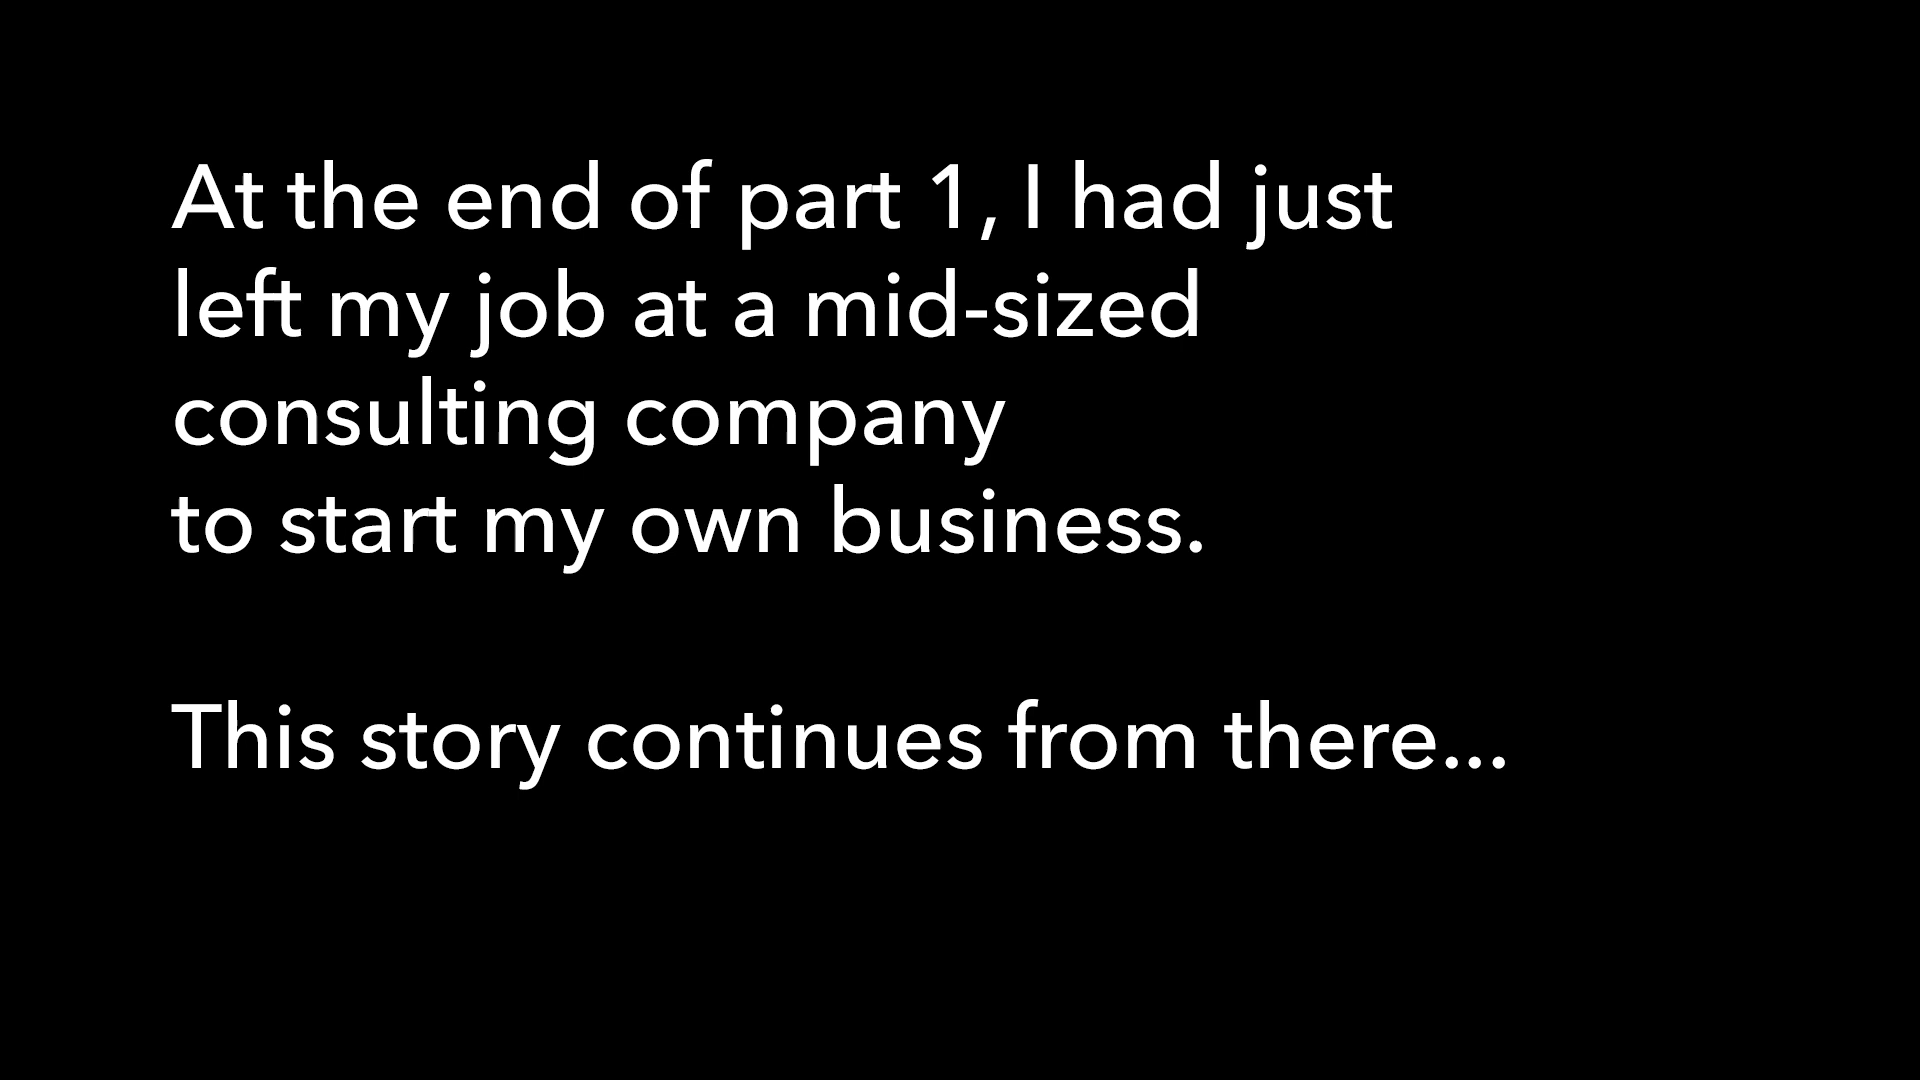 At the end of part 1, I had just
left my job at a mid-sized
consulting company
to start my own business.
This story continues from there...